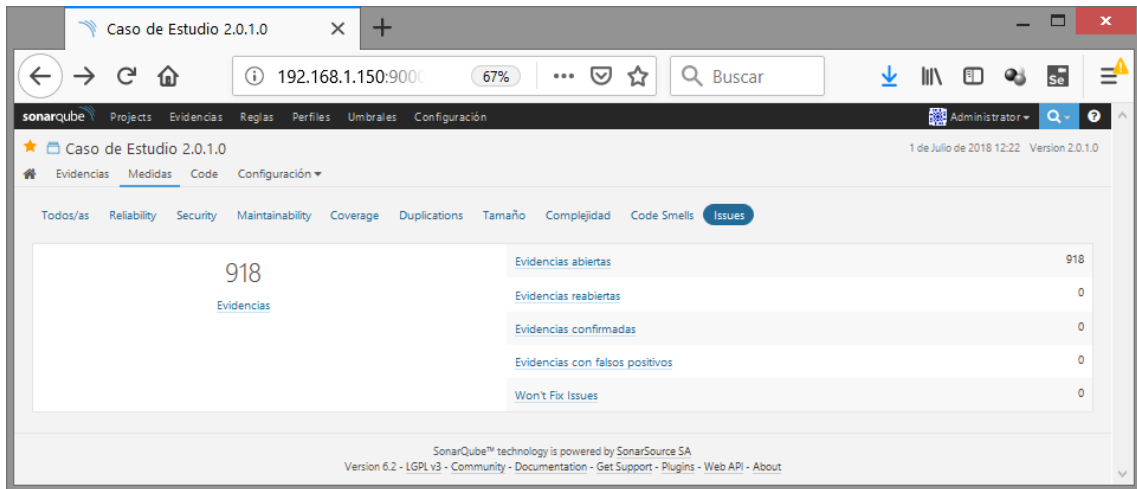 Caso de Estudio 2.0.1.0
192.168.1.150:9000 67% Buscar
Se
sonarqube Projects Evidencias Reglas Perfiles Umbrales Configuración Administrator
Caso de Estudio 2.0.1.0 1 de Julio de 2018 12:22 Version 2.0.1.0
Evidencias Medidas Code Configuración
Todos/as Reliability Security Maintainability Coverage Duplications Tamaño Complejidad Code Smells Issues
918
Evidencias
Evidencias abiertas 918
Evidencias reabiertas 0
Evidencias confirmadas 0
Evidencias con falsos positivos 0
Won't Fix Issues 0
SonarQube™ technology is powered by SonarSource SA
Version 6.2 - LGPL v3 - Community - Documentation - Get Support - Plugins - Web API - About